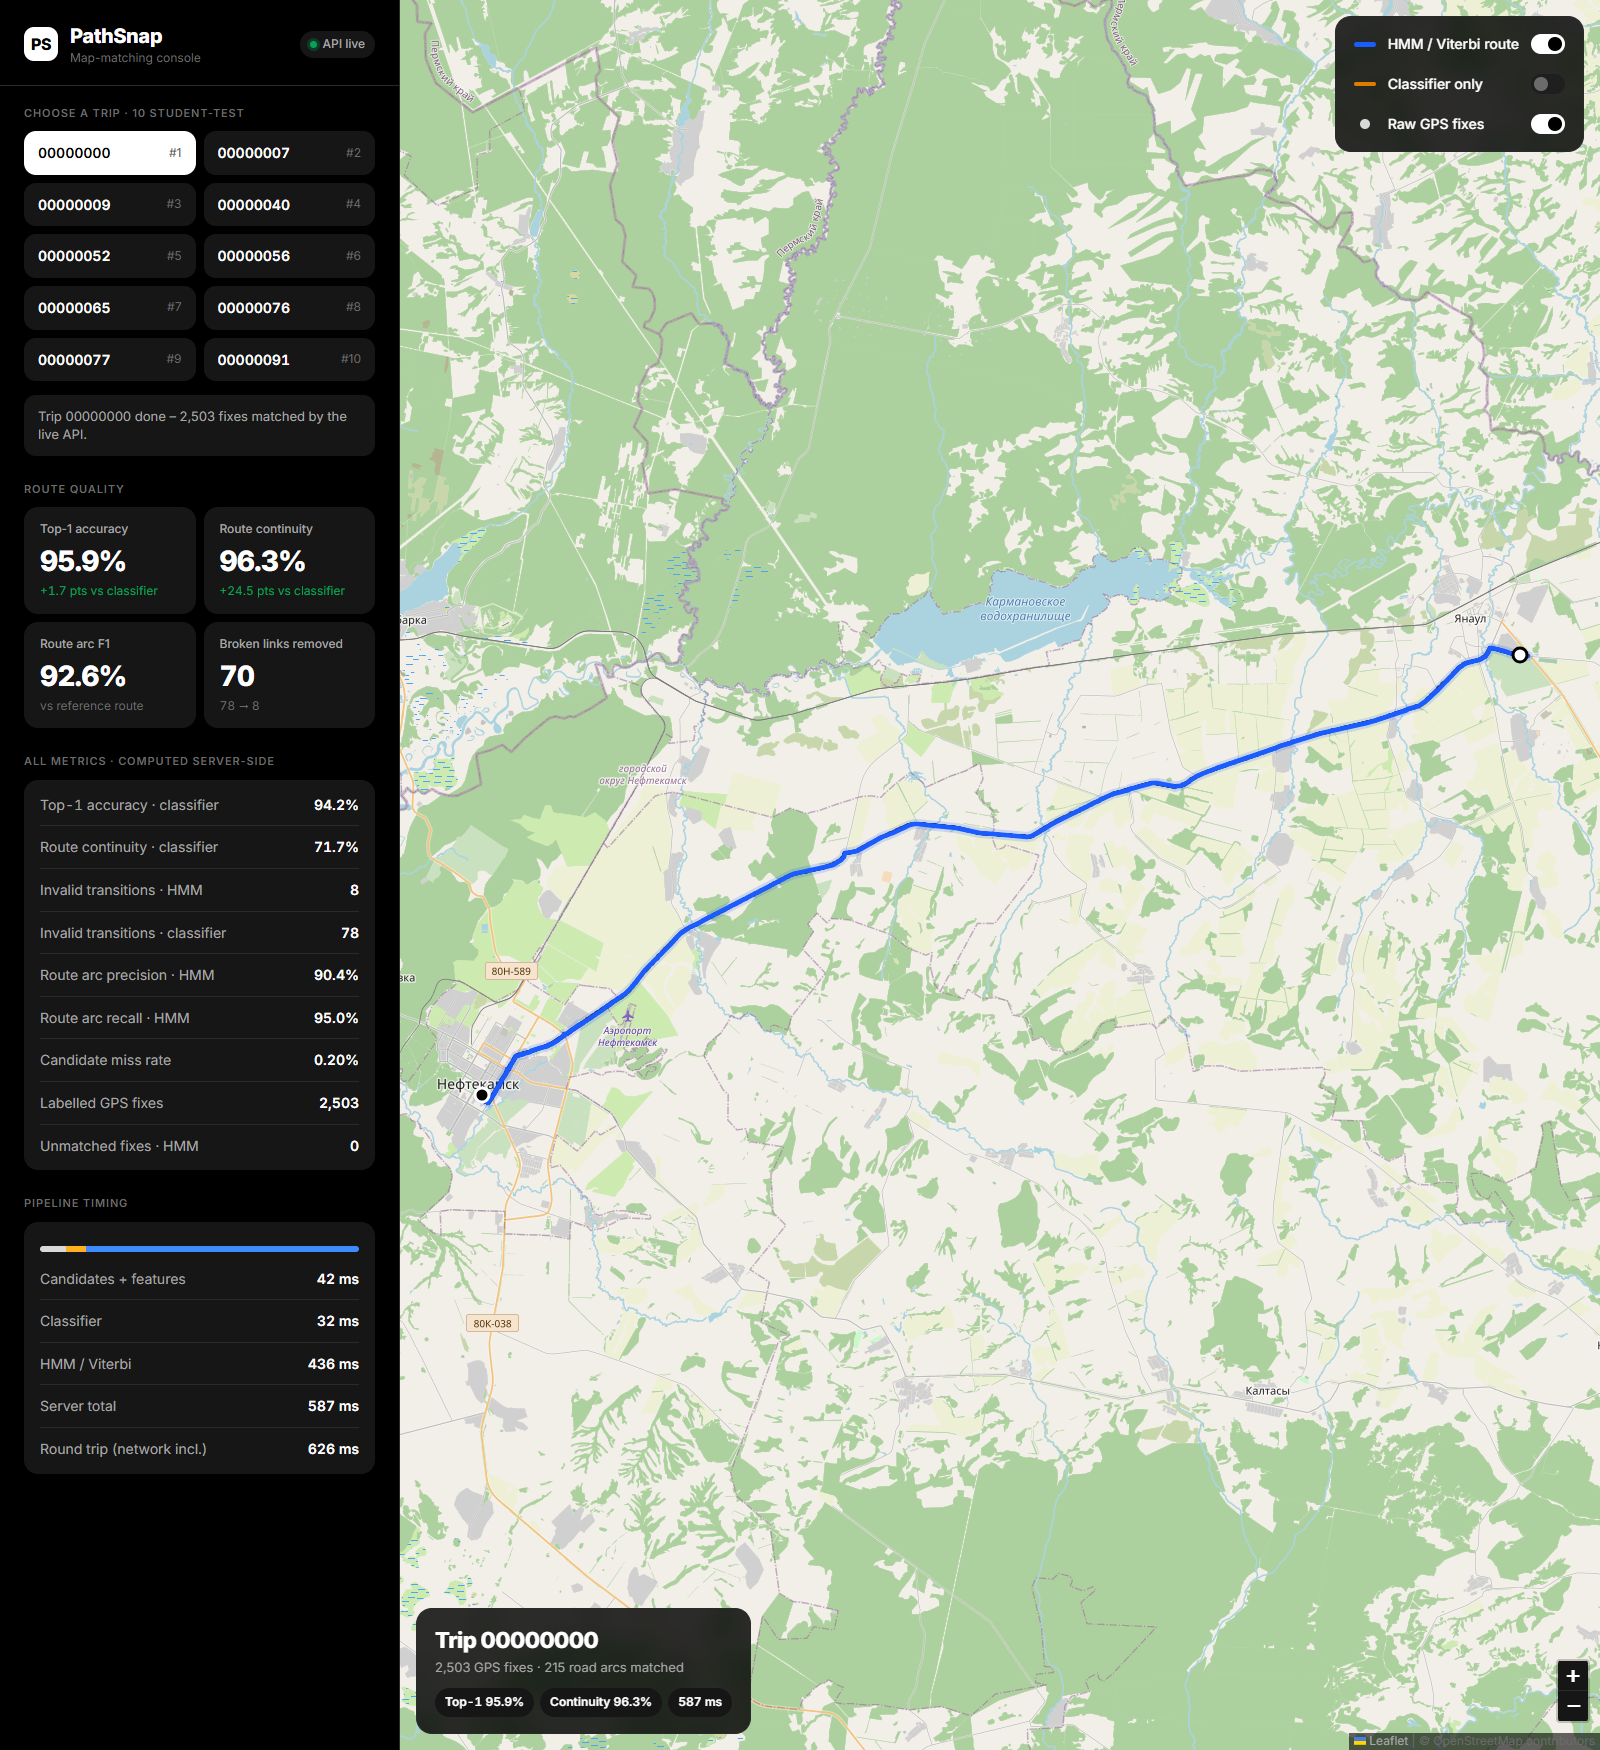 PS
PathSnap
Map-matching console
API live
CHOOSE A TRIP · 10 STUDENT-TEST
00000000 #1
00000007 #2
00000009 #3
00000040 #4
00000052 #5
00000056 #6
00000065 #7
00000076 #8
00000077 #9
00000091 #10
Trip 00000000 done – 2,503 fixes matched by the
live API.
ROUTE QUALITY
Top-1 accuracy
95.9%
+1.7 pts vs classifier
Route continuity
96.3%
+24.5 pts vs classifier
Route arc F1
92.6%
vs reference route
Broken links removed
70
78 → 8
ALL METRICS · COMPUTED SERVER-SIDE
Top-1 accuracy · classifier 94.2%
Route continuity · classifier 71.7%
Invalid transitions · HMM 8
Invalid transitions · classifier 78
Route arc precision · HMM 90.4%
Route arc recall · HMM 95.0%
Candidate miss rate 0.20%
Labelled GPS fixes 2,503
Unmatched fixes · HMM 0
PIPELINE TIMING
Candidates + features 42 ms
Classifier 32 ms
HMM / Viterbi 436 ms
Server total 587 ms
Round trip (network incl.) 626 ms
HMM / Viterbi route
Classifier only
Raw GPS fixes
Пермский край
Пермский край
Пермский край
Кармановское
водохранилище
Янаул
городской
округ Нефтекамск
80Н-589
Аэропорт
Нефтекамск
Нефтекамск
80К-038
Калтасы
Trip 00000000
2,503 GPS fixes · 215 road arcs matched
Top-1 95.9%
Continuity 96.3%
587 ms
+
−
Leaflet | © OpenStreetMap contributors